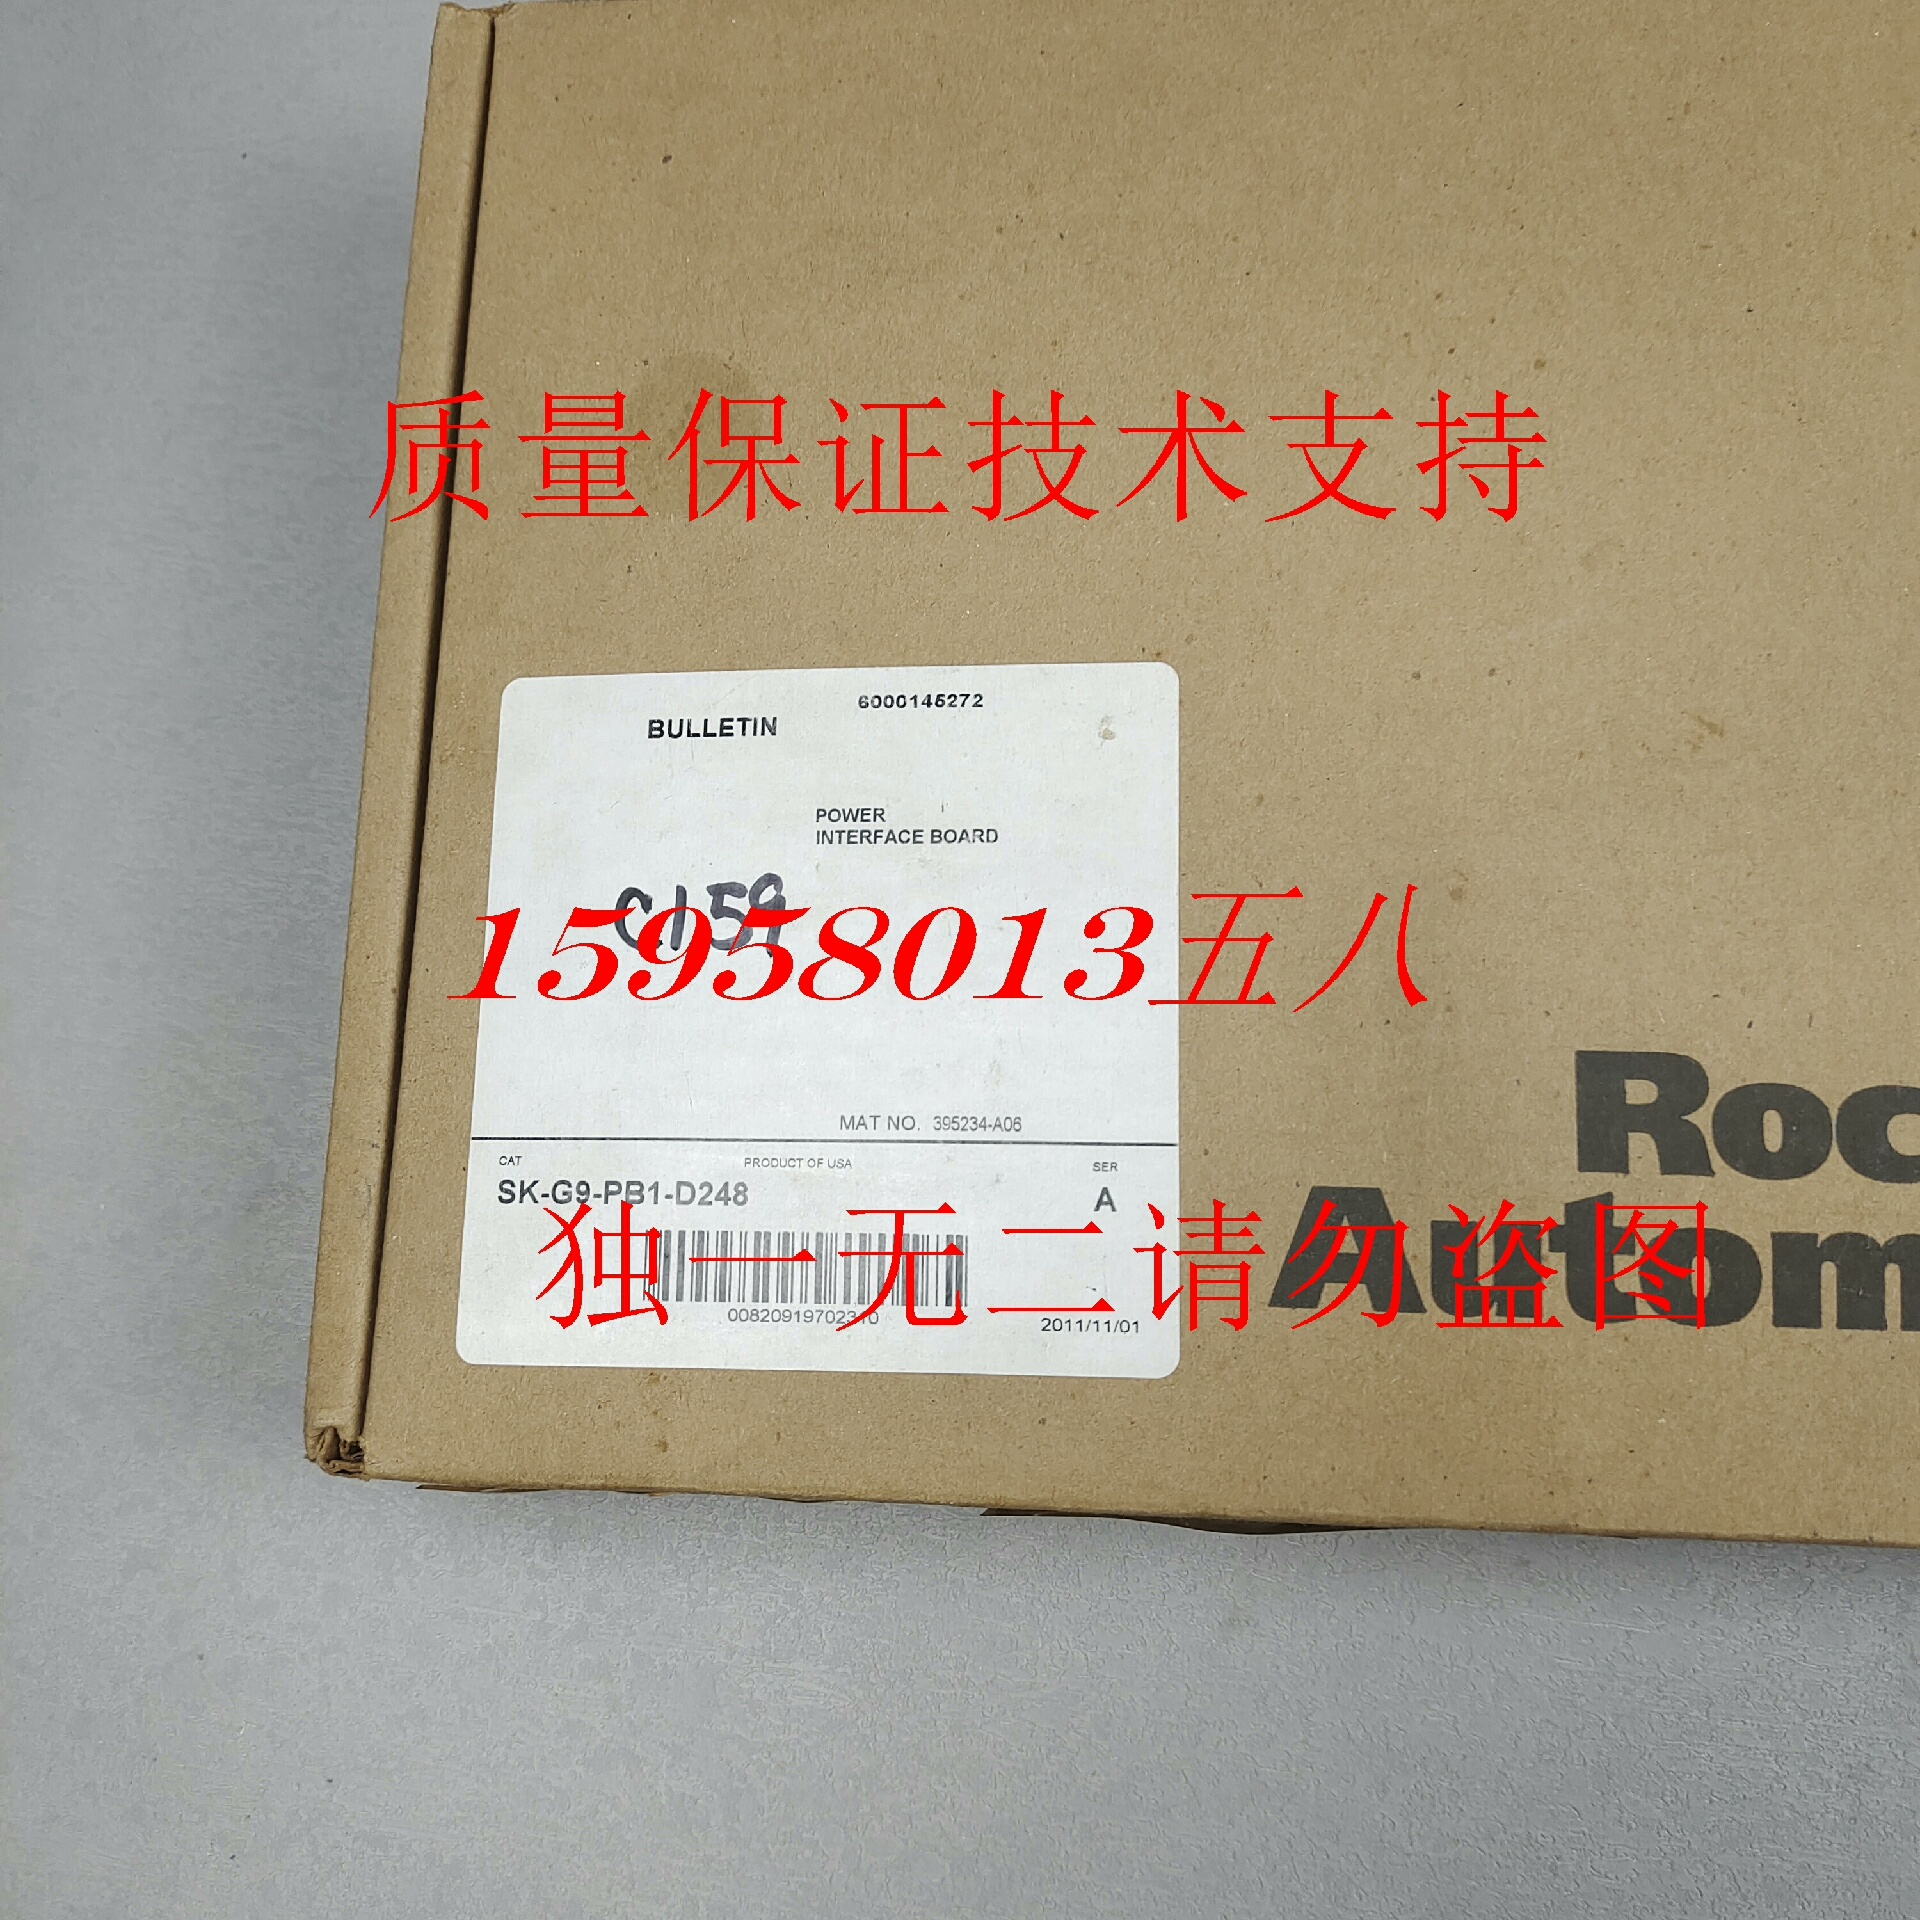 质量保证技术支持
6000145272
BULLETIN
POWER
INTERFACE BOARD
C159
15958013五八
MAT NO. 395234-A06
CAT
PRODUCT OF USA
SER
SK-G9-PB1-D248
A
独一无二请勿盗图
00820919702310
2011/11/01
Roc
Autom